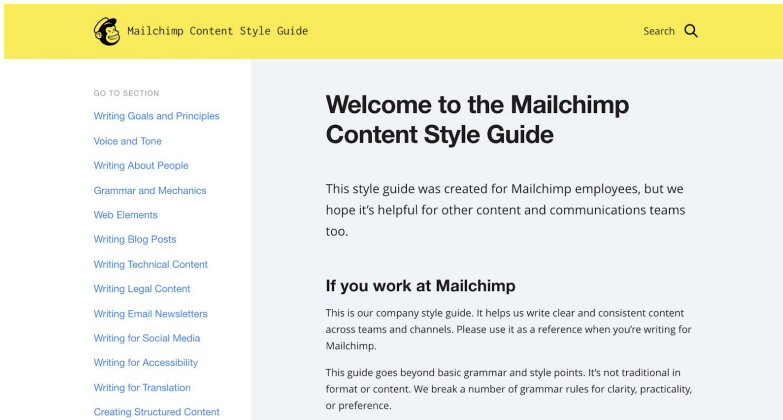 Mailchimp Content Style Guide
Search
GO TO SECTION
Writing Goals and Principles
Voice and Tone
Writing About People
Grammar and Mechanics
Web Elements
Writing Blog Posts
Writing Technical Content
Writing Legal Content
Writing Email Newsletters
Writing for Social Media
Writing for Accessibility
Writing for Translation
Creating Structured Content
Welcome to the Mailchimp
Content Style Guide
This style guide was created for Mailchimp employees, but we
hope it's helpful for other content and communications teams
too.
If you work at Mailchimp
This is our company style guide. It helps us write clear and consistent content
across teams and channels. Please use it as a reference when you're writing for
Mailchimp.
This guide goes beyond basic grammar and style points. It's not traditional in
format or content. We break a number of grammar rules for clarity, practicality,
or preference.